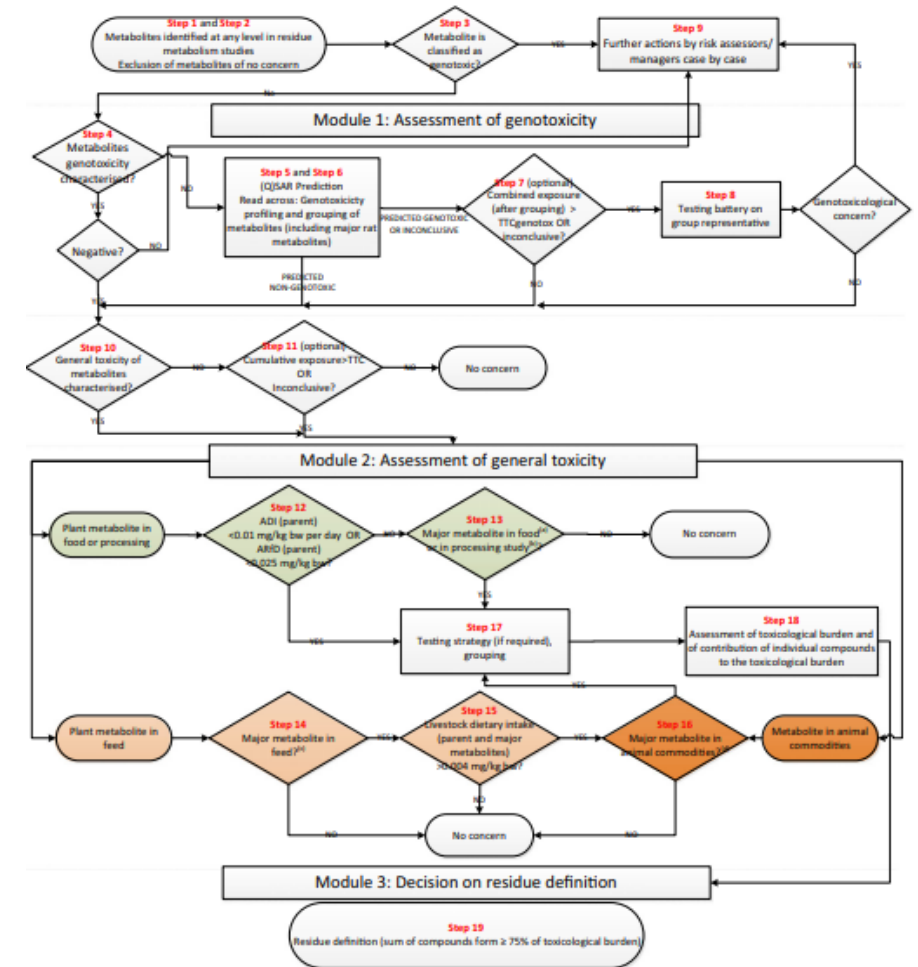 Step 1 and Step 2
Metabolites identified at any level in residue
metabolism studies
Exclusion of metabolites of no concern
Step 3
Metabolite is
classified as
genotoxic?
YES
Step 9
Further actions by risk assessors/
managers case by case
YES
No
Module 1: Assessment of genotoxicity
Step 4
Metabolites
genotoxicity
characterised?
NO
YES
Step 5 and Step 6
(Q)SAR Prediction
Read across: Genotoxicicty
profiling and grouping of
metabolites (including major rat
metabolites)
PREDICTED GENOTOXIC
OR INCONCLUSIVE
Step 7 (optional)
Combined exposure
(after grouping) >
TTCgenotox OR
inconclusive?
YES
Step 8
Testing battery on
group representative
Genotoxicological
concern?
Negative?
NO
PREDICTED
NON-GENOTOXIC
NO
NO
YES
Step 10
General toxicity of
metabolites
characterised?
NO
Step 11 (optional)
Cumulative exposure>TTC
OR
Inconclusive?
NO
No concern
YES
YES
Module 2: Assessment of general toxicity
Plant metabolite in
food or processing
Step 12
ADI (parent)
<0.01 mg/kg bw per day OR
ARfD (parent)
<0.025 mg/kg bw?
NO
Step 13
Major metabolite in food(a)
or in processing study(b)?
NO
No concern
YES
YES
Step 17
Testing strategy (if required),
grouping
Step 18
Assessment of toxicological burden and
of contribution of individual compounds
to the toxicological burden
YES
Plant metabolite in
feed
Step 14
Major metabolite in
feed?(c)
YES
Step 15
Livestock dietary intake
(parent and major
metabolites)
>0.004 mg/kg bw?
YES
Step 16
Major metabolite in
animal commodities?
Metabolite in animal
commodities
NO
NO
NO
No concern
Module 3: Decision on residue definition
Step 19
Residue definition (sum of compounds form ≥ 75% of toxicological burden)